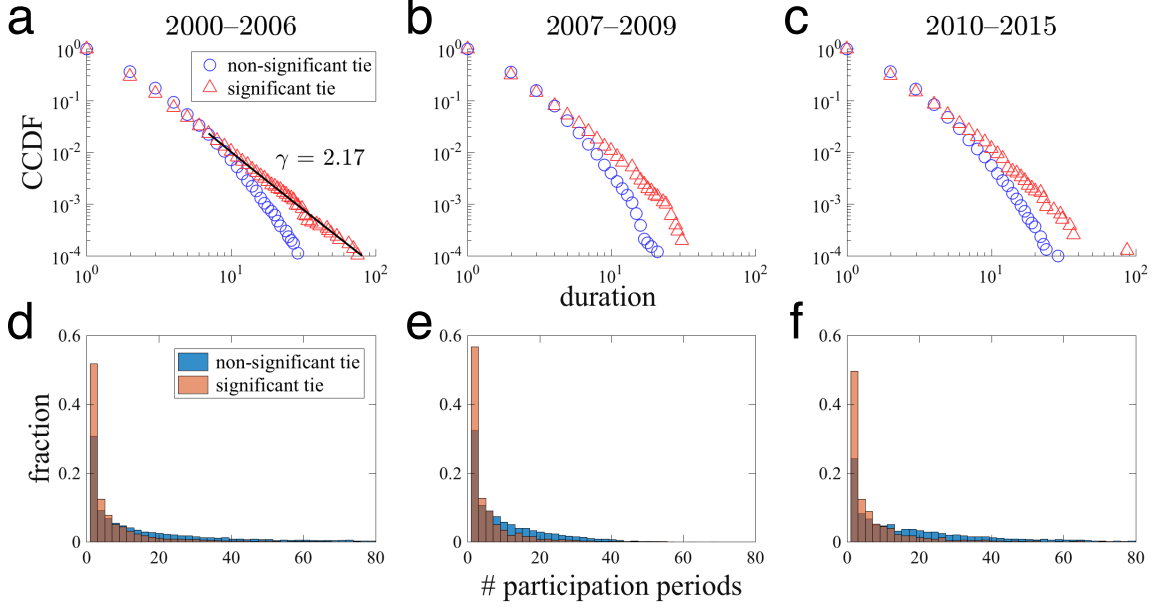 a 2000–2006
b 2007–2009
c 2010–2015
CCDF
10^0
10^-1
10^-2
10^-3
10^-4
10^0 10^1 10^2
non-significant tie
significant tie
γ = 2.17
10^0
10^-1
10^-2
10^-3
10^-4
10^0 10^1 10^2
10^0
10^-1
10^-2
10^-3
10^-4
10^0 10^1 10^2
duration
d
e
f
fraction
0.6
0.4
0.2
0
0 20 40 60 80
non-significant tie
significant tie
0.6
0.4
0.2
0
0 20 40 60 80
0.6
0.4
0.2
0
0 20 40 60 80
# participation periods